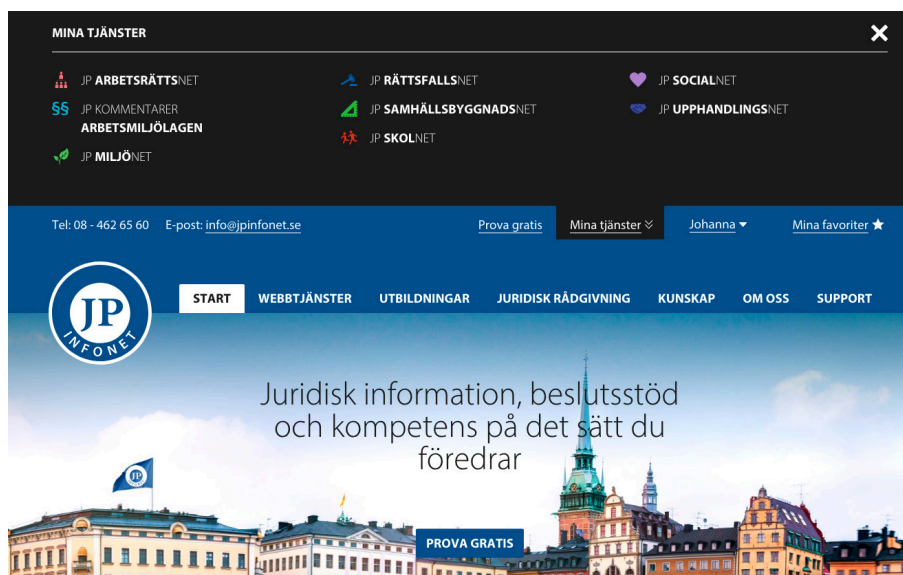 MINA TJÄNSTER
JP ARBETSRÄTTSNET
§§ JP KOMMENTARER
ARBETSMILJÖLAGEN
JP MILJÖNET
JP RÄTTSFALLSNET
JP SAMHÄLLSBYGGNADSNET
JP SKOLNET
JP SOCIALNET
JP UPPHANDLINGSNET
Tel: 08 - 462 65 60 E-post: info@jpinfonet.se Prova gratis Mina tjänster Johanna Mina favoriter
JP
INFONET
START WEBBTJÄNSTER UTBILDNINGAR JURIDISK RÅDGIVNING KUNSKAP OM OSS SUPPORT
Juridisk information, beslutsstöd
och kompetens på det sätt du
föredrar
JP
PROVA GRATIS